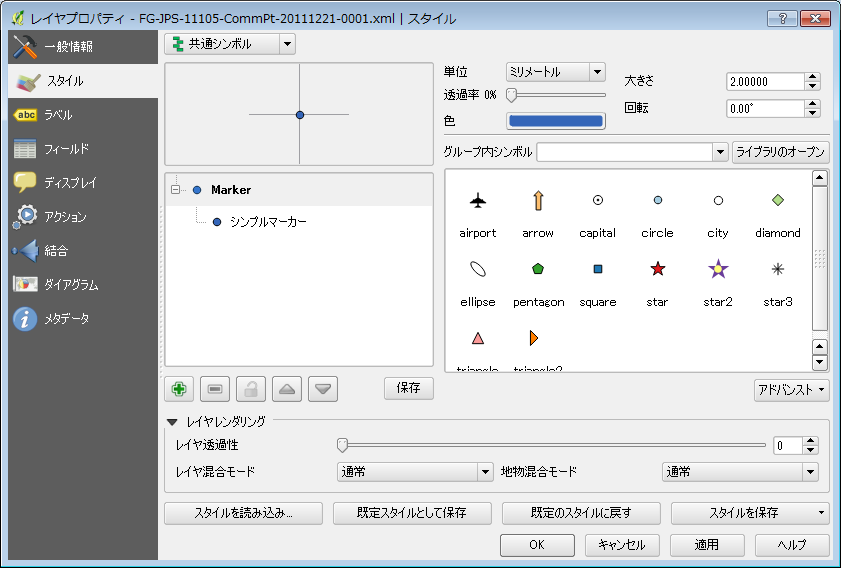 レイヤプロパティ - FG-JPS-11105-CommPt-20111221-0001.xml | スタイル
一般情報
スタイル
abc ラベル
フィールド
ディスプレイ
アクション
結合
ダイアグラム
メタデータ
共通シンボル
単位 ミリメートル
大きさ 2.00000
透過率 0%
回転 0.00°
色
グループ内シンボル
ライブラリのオープン
Marker
シンプルマーカー
airport arrow capital circle city diamond
ellipse pentagon square star star2 star3
triangle triangle2
保存
アドバンスト
レイヤレンダリング
レイヤ透過性 0
レイヤ混合モード 通常 地物混合モード 通常
スタイルを読み込み... 既定スタイルとして保存 既定のスタイルに戻す スタイルを保存
OK キャンセル 適用 ヘルプ